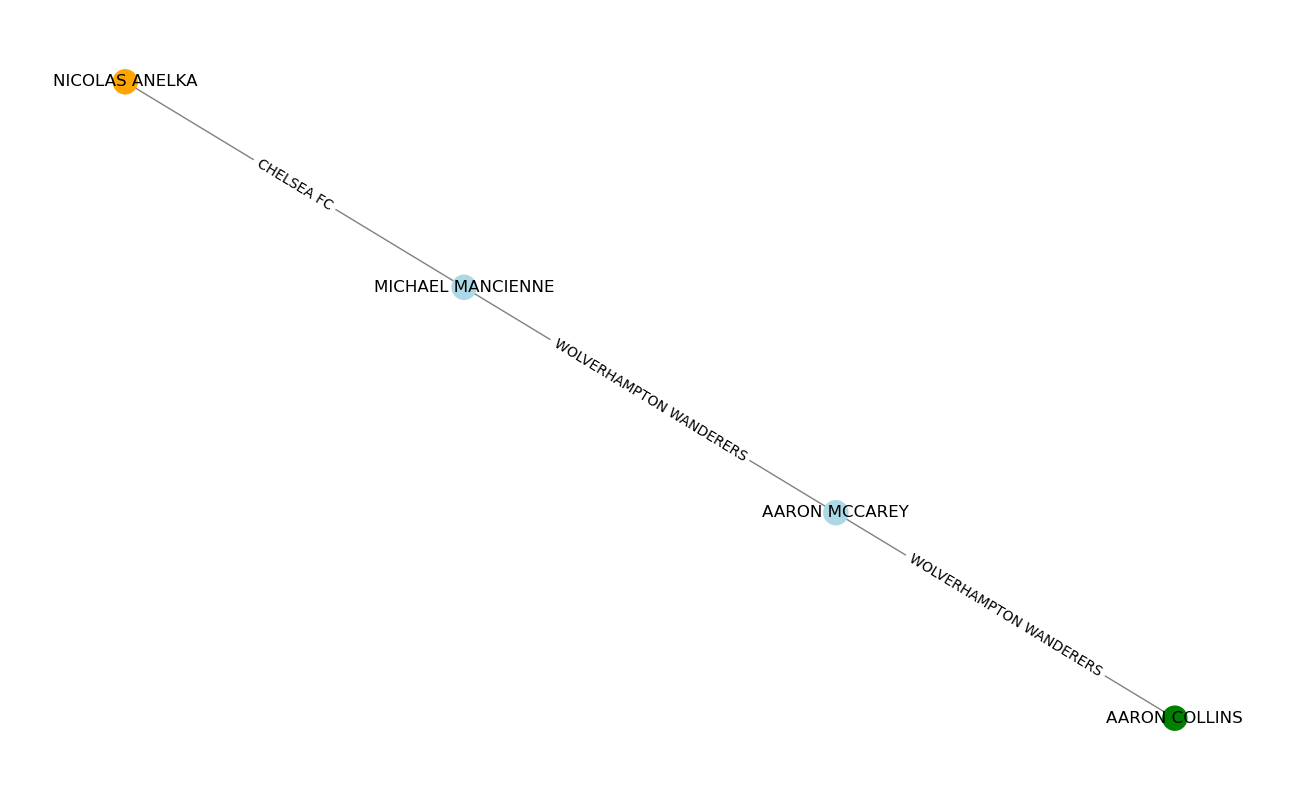 NICOLAS ANELKA
CHELSEA FC
MICHAEL MANCIENNE
WOLVERHAMPTON WANDERERS
AARON MCCAREY
WOLVERHAMPTON WANDERERS
AARON COLLINS